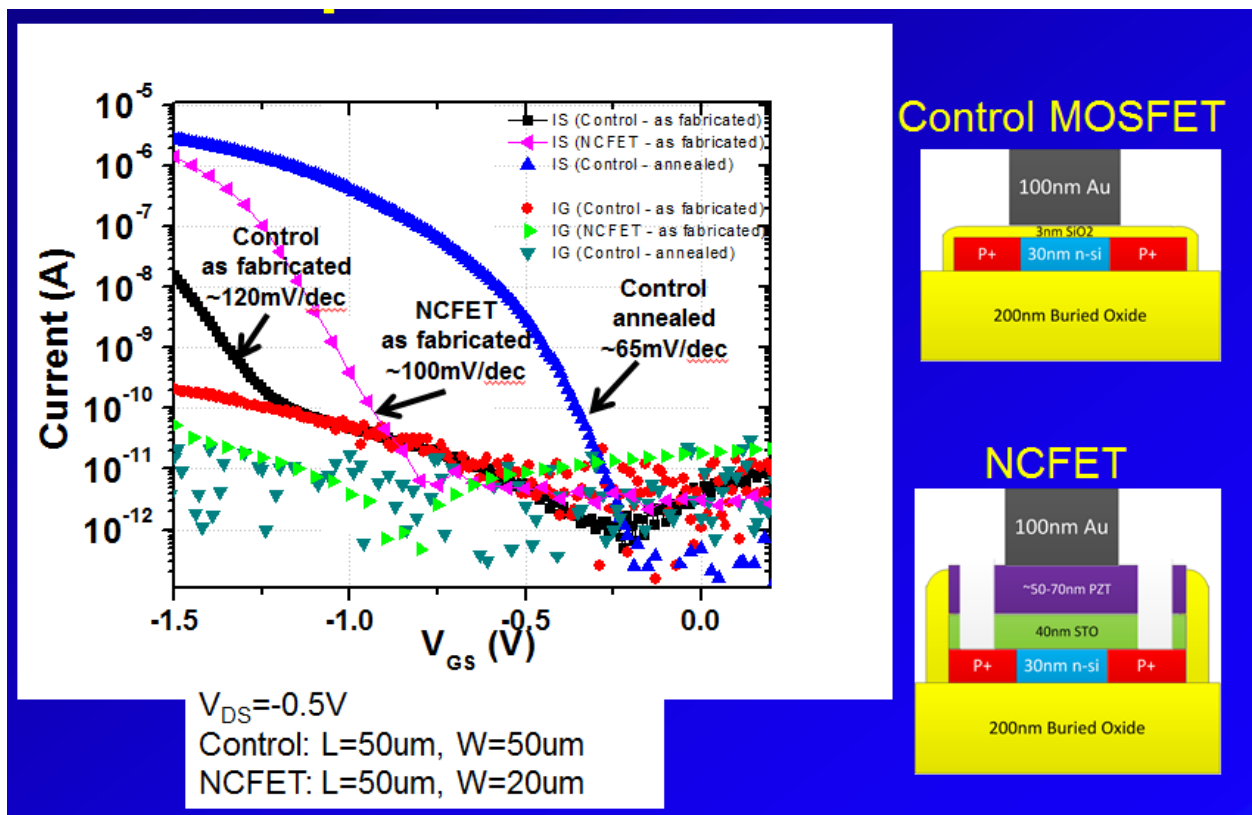 10^-5
10^-6
10^-7
10^-8
10^-9
10^-10
10^-11
10^-12
Current (A)
-1.5
-1.0
-0.5
0.0
V_GS (V)
IS (Control - as fabricated)
IS (NCFET - as fabricated)
IS (Control - annealed)
IG (Control - as fabricated)
IG (NCFET - as fabricated)
IG (Control - annealed)
Control
as fabricated
~120mV/dec
NCFET
as fabricated
~100mV/dec
Control
annealed
~65mV/dec
V_DS=-0.5V
Control: L=50um, W=50um
NCFET: L=50um, W=20um
Control MOSFET
100nm Au
3nm SiO2
P+
30nm n-si
P+
200nm Buried Oxide
NCFET
100nm Au
~50-70nm PZT
40nm STO
P+
30nm n-si
P+
200nm Buried Oxide